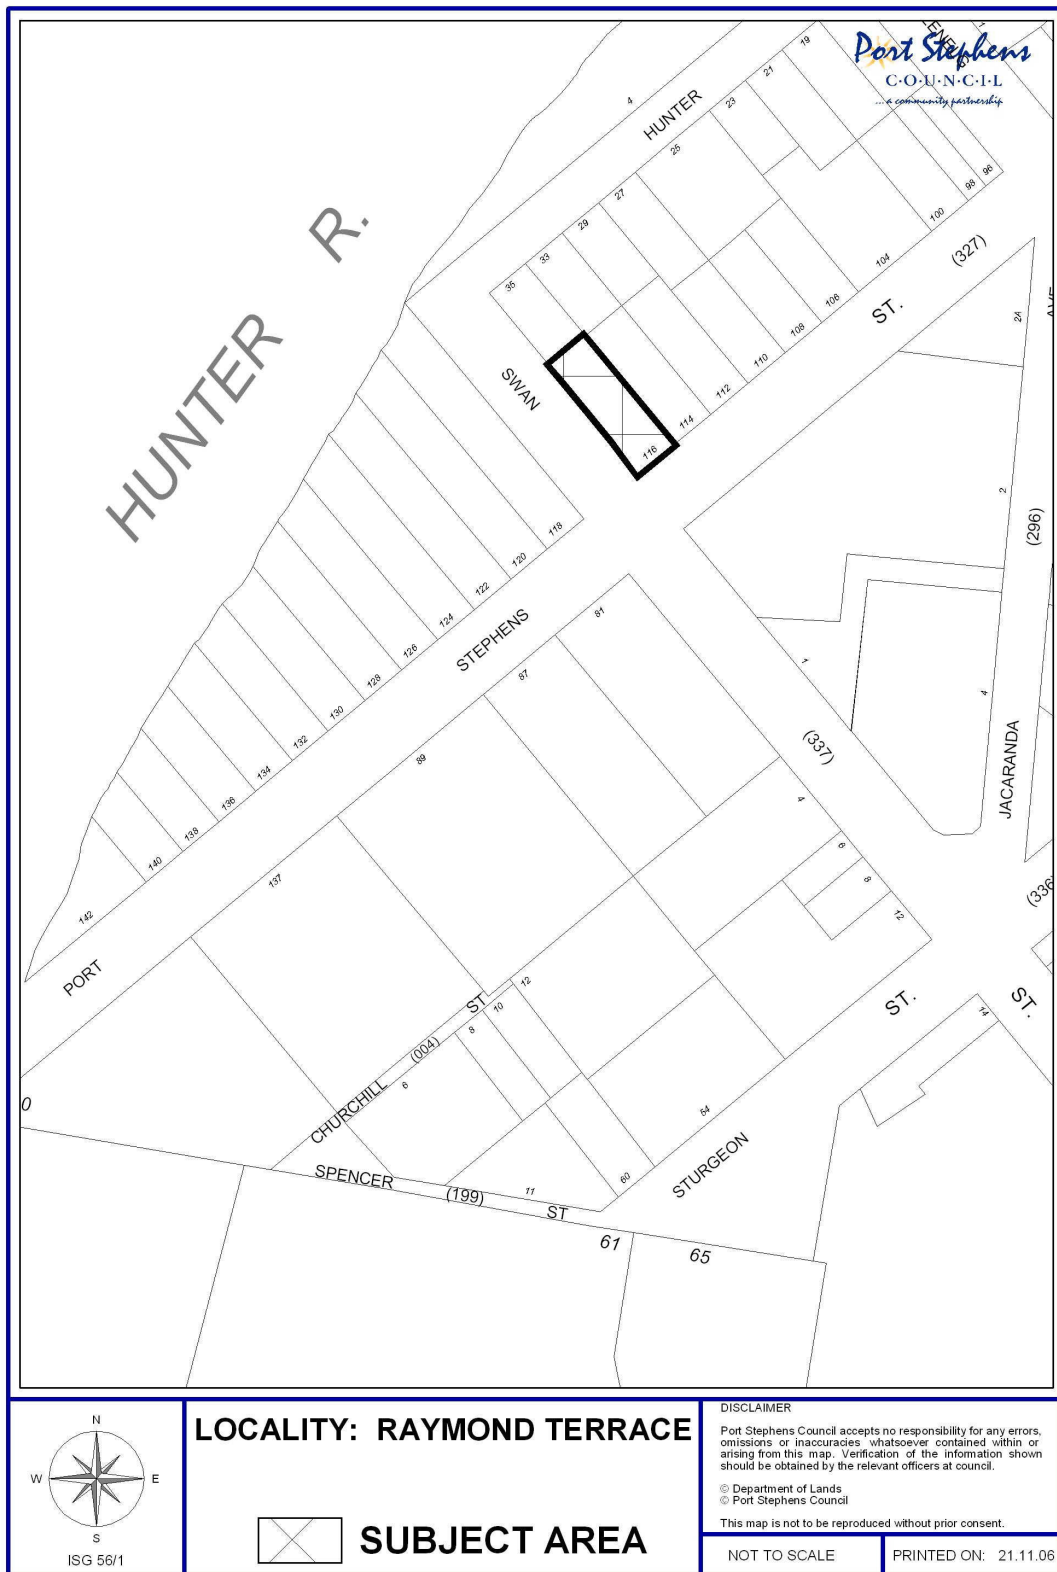 Port Stephens
C·O·U·N·C·I·L
... a community partnership
HUNTER R.
HUNTER
4
19
21
23
25
27
29
33
35
SWAN
96
98
100
104
106
108
110
112
114
116
(327)
ST.
24
2
(296)
4
JACARANDA
1
(337)
(336
118
120
122
124
126
128
130
132
134
136
138
140
142
STEPHENS
PORT
81
87
89
137
4
6
8
12
ST.
ST.
14
ST
12
10
8
6
(004)
CHURCHILL
54
STURGEON
60
11
SPENCER
(199)
ST
0
61
65
N
W
E
S
ISG 56/1
LOCALITY: RAYMOND TERRACE
SUBJECT AREA
DISCLAIMER
Port Stephens Council accepts no responsibility for any errors,
omissions or inaccuracies whatsoever contained within or
arising from this map. Verification of the information shown
should be obtained by the relevant officers at council.
© Department of Lands
© Port Stephens Council
This map is not to be reproduced without prior consent.
NOT TO SCALE
PRINTED ON: 21.11.06